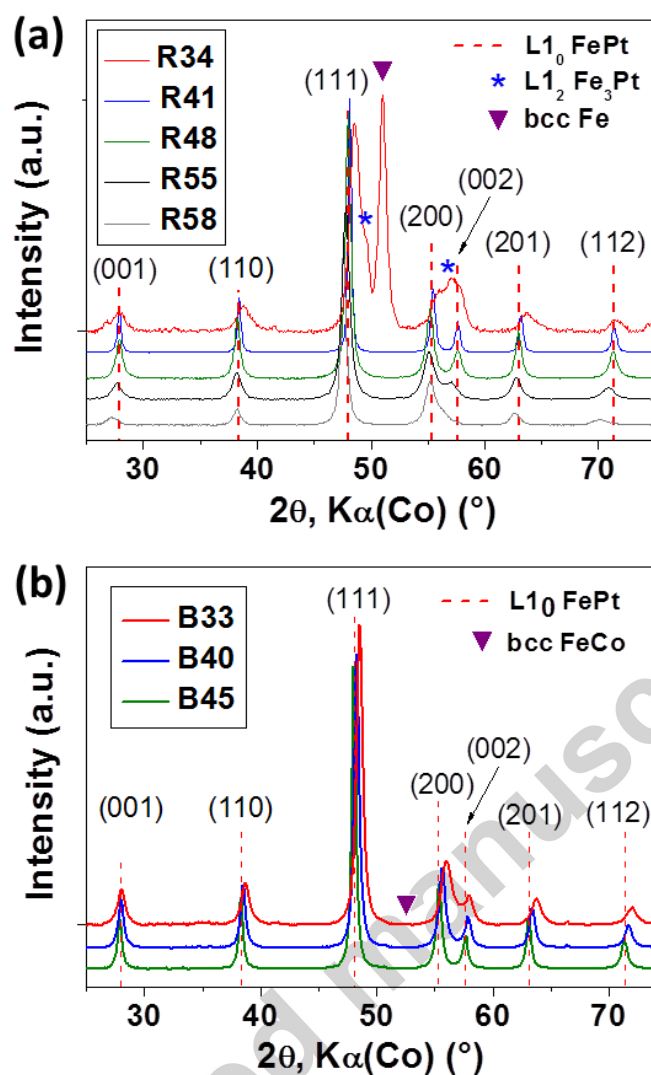 (a)
R34
R41
R48
R55
R58
L1₀ FePt
L1₂ Fe₃Pt
bcc Fe
(111)
(002)
(200)
(001)
(110)
(201)
(112)
Intensity (a.u.)
30 40 50 60 70
2θ, Kα(Co) (°)
(b)
B33
B40
B45
L1₀ FePt
bcc FeCo
(111)
(002)
(200)
(001)
(110)
(201)
(112)
Intensity (a.u.)
30 40 50 60 70
2θ, Kα(Co) (°)
d manusc